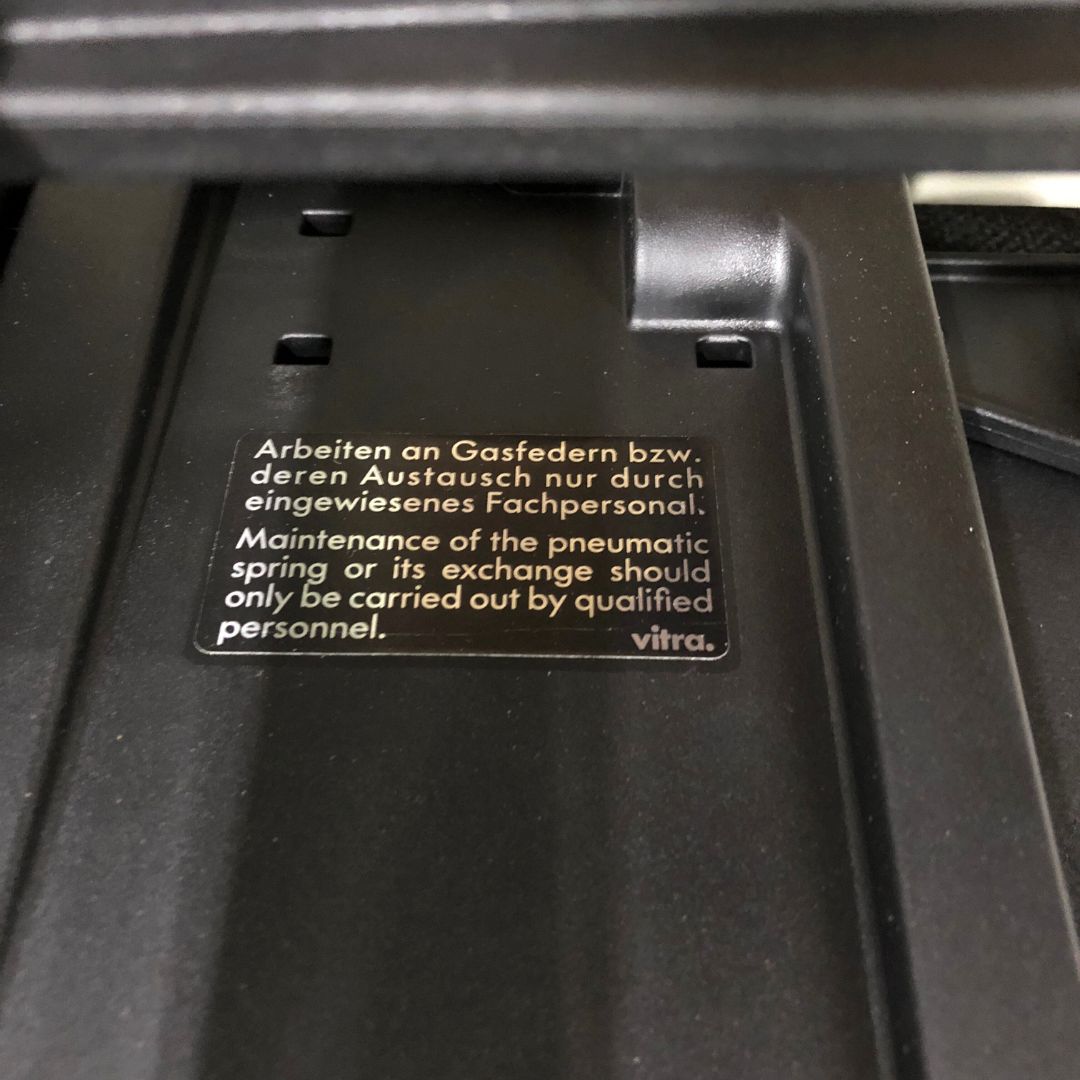 Arbeiten an Gasfedern bzw.
deren Austausch nur durch
eingewiesenes Fachpersonal.
Maintenance of the pneumatic
spring or its exchange should
only be carried out by qualified
personnel.
vitra.